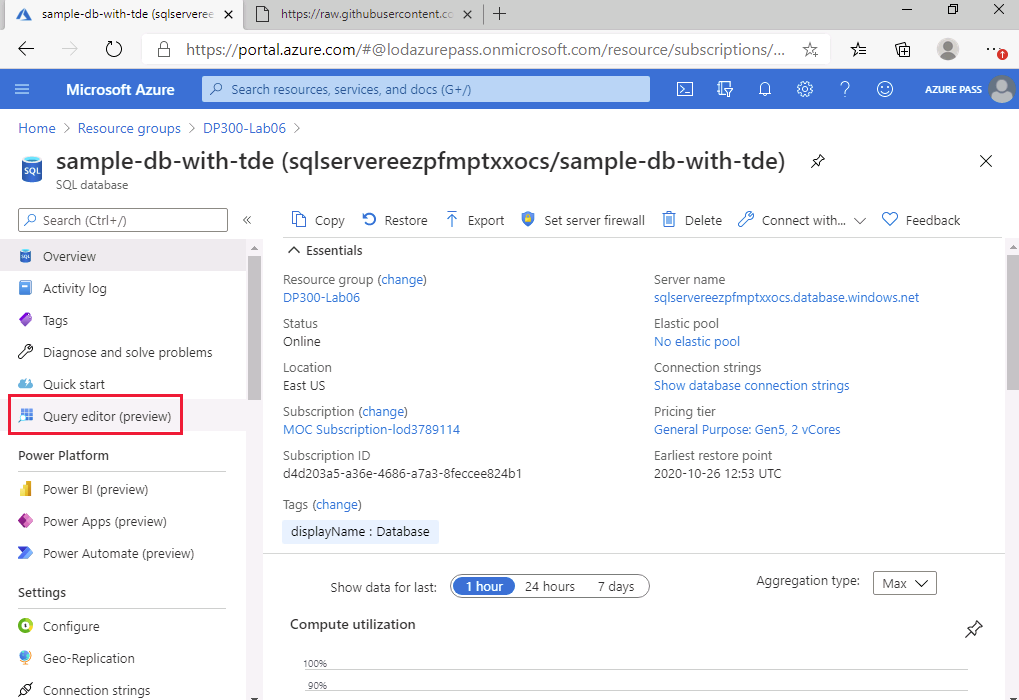 sample-db-with-tde (sqlservereе
https://raw.githubusercontent.co
https://portal.azure.com/#@lodazurepass.onmicrosoft.com/resource/subscriptions/...
Microsoft Azure
Search resources, services, and docs (G+/)
AZURE PASS
Home > Resource groups > DP300-Lab06 >
SQL
sample-db-with-tde (sqlservereezpfmptxxocs/sample-db-with-tde)
SQL database
Search (Ctrl+/)
«
Copy
Restore
Export
Set server firewall
Delete
Connect with...
Feedback
Overview
Activity log
Tags
Diagnose and solve problems
Quick start
Query editor (preview)
Power Platform
Power BI (preview)
Power Apps (preview)
Power Automate (preview)
Settings
Configure
Geo-Replication
Connection strings
Essentials
Resource group (change)
DP300-Lab06
Status
Online
Location
East US
Subscription (change)
MOC Subscription-lod3789114
Subscription ID
d4d203a5-a36e-4686-a7a3-8feccee824b1
Tags (change)
displayName : Database
Server name
sqlservereezpfmptxxocs.database.windows.net
Elastic pool
No elastic pool
Connection strings
Show database connection strings
Pricing tier
General Purpose: Gen5, 2 vCores
Earliest restore point
2020-10-26 12:53 UTC
Show data for last:
1 hour
24 hours
7 days
Aggregation type:
Max
Compute utilization
100%
90%